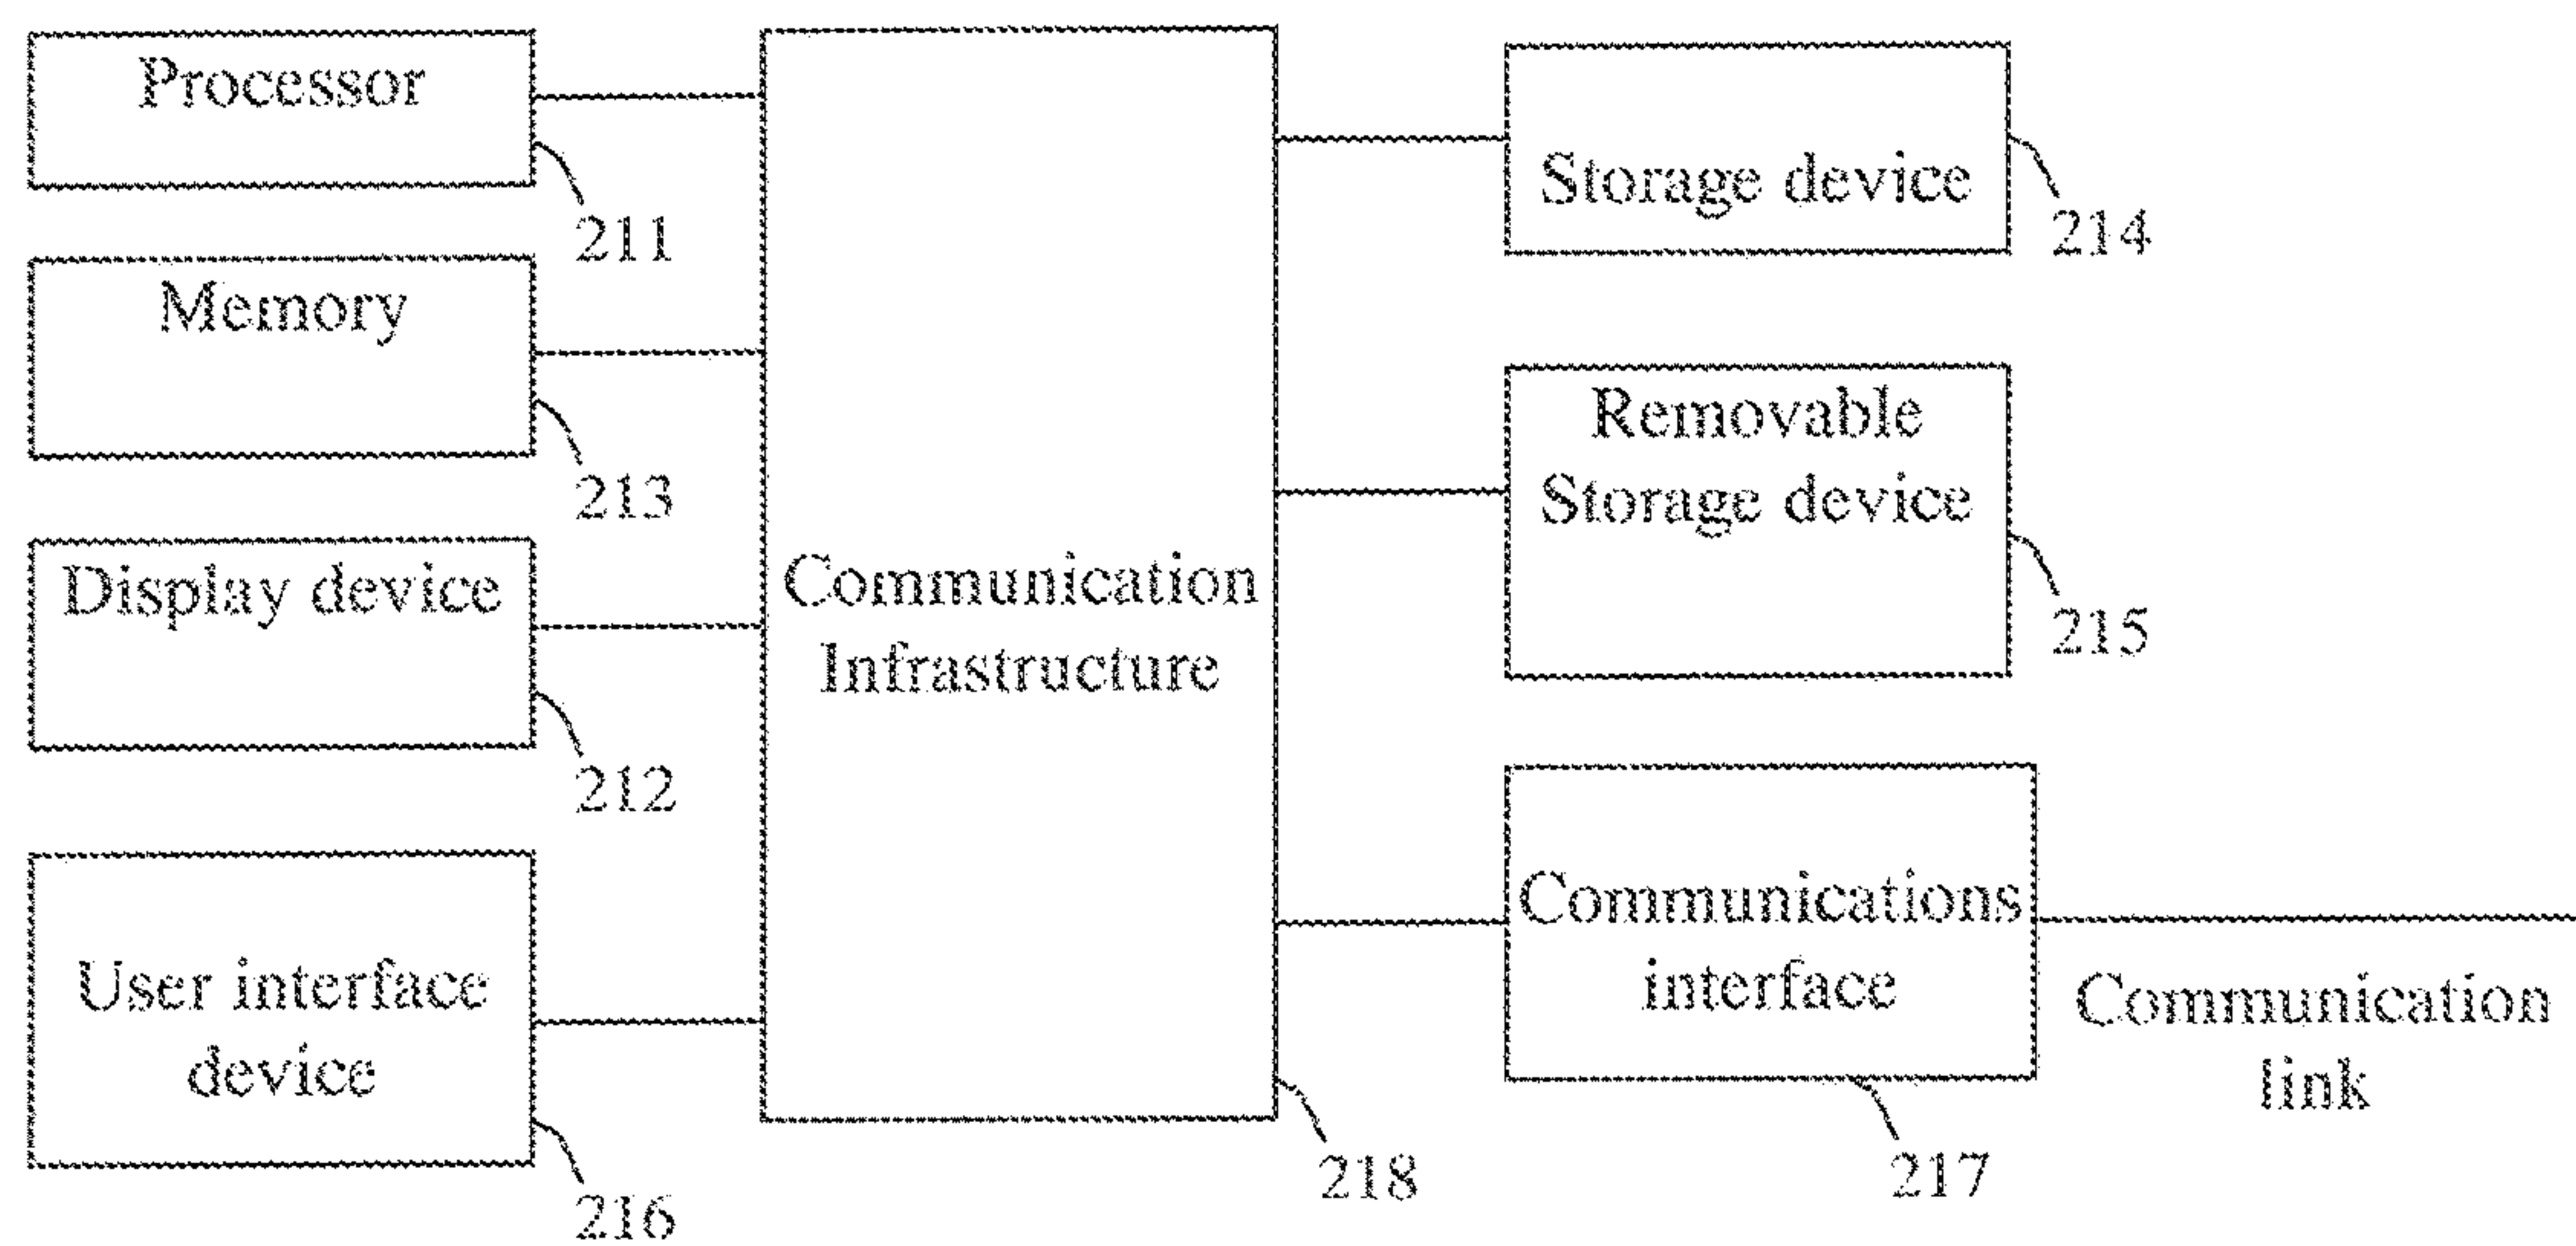 Processor
211
Memory
213
Display device
212
User interface
device
216
Communication
Infrastructure
218
Storage device
214
Removable
Storage device
215
Communications
interface
217
Communication
link